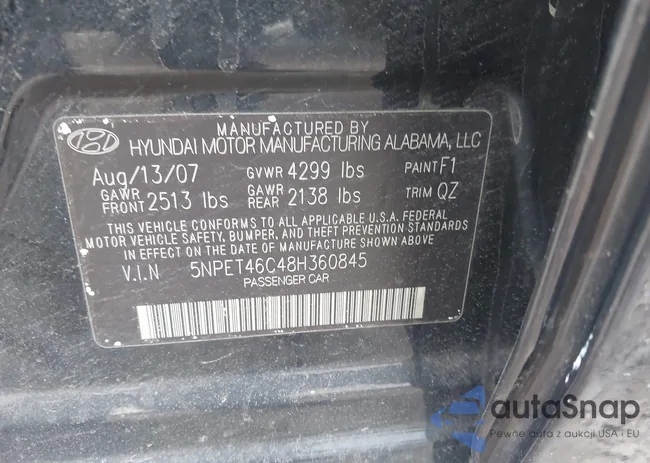 MANUFACTURED BY
HYUNDAI MOTOR MANUFACTURING ALABAMA, LLC
Aug/13/07 GVWR 4299 lbs PAINT F1
GAWR FRONT 2513 lbs GAWR REAR 2138 lbs TRIM QZ
THIS VEHICLE CONFORMS TO ALL APPLICABLE U.S.A. FEDERAL
MOTOR VEHICLE SAFETY, BUMPER, AND THEFT PREVENTION STANDARDS
IN EFFECT ON THE DATE OF MANUFACTURE SHOWN ABOVE
V.I.N 5NPET46C48H360845
PASSENGER CAR
autaSnap
Pewne auta z aukcji USA i EU